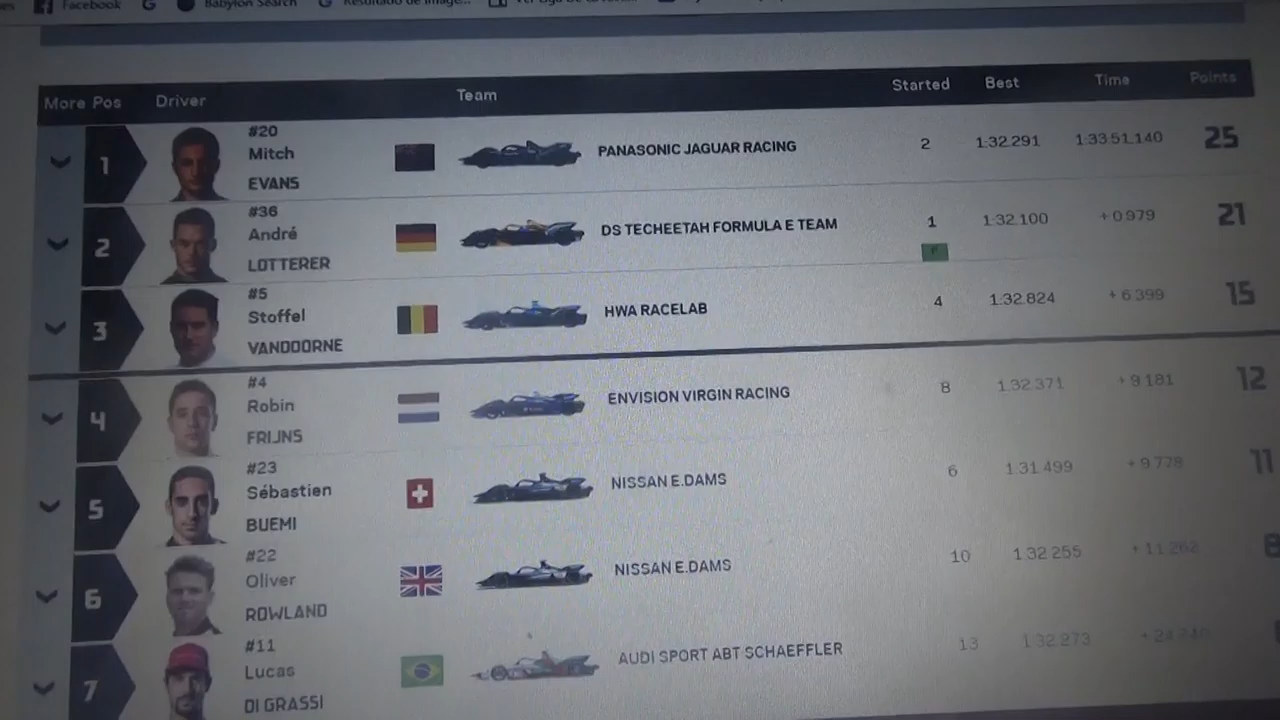 Facebook
Babylon Search
More Pos Driver Team Started Best Time Points
1 #20 Mitch EVANS PANASONIC JAGUAR RACING 2 1:32.291 1:33:51.140 25
2 #36 André LOTTERER DS TECHEETAH FORMULA E TEAM 1 1:32.100 +0.979 21
P
3 #5 Stoffel VANDOORNE HWA RACELAB 4 1:32.824 +6.399 15
4 #4 Robin FRIJNS ENVISION VIRGIN RACING 8 1:32.371 +9.181 12
5 #23 Sébastien BUEMI NISSAN E.DAMS 6 1:31.499 +9.778 11
6 #22 Oliver ROWLAND NISSAN E.DAMS 10 1:32.255 +11.262
7 #11 Lucas DI GRASSI AUDI SPORT ABT SCHAEFFLER 13 1:32.273